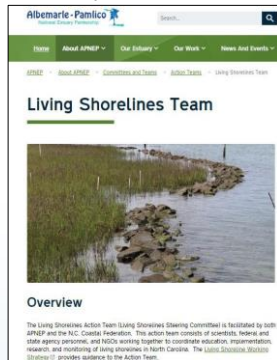 Albemarle-Pamlico
National Estuary Partnership
Search...
Home About APNEP Our Estuary Our Work News And Events
APNEP About APNEP Committees and Teams Action Teams Living Shorelines Team
Living Shorelines Team
Overview
The Living Shorelines Action Team (Living Shorelines Steering Committee) is facilitated by both
APNEP and the N.C. Coastal Federation. This action team consists of scientists, federal and
state agency personnel, and NGOs working together to coordinate education, implementation,
research, and monitoring of living shorelines in North Carolina. The Living Shoreline Working
Strategy provides guidance to the Action Team.